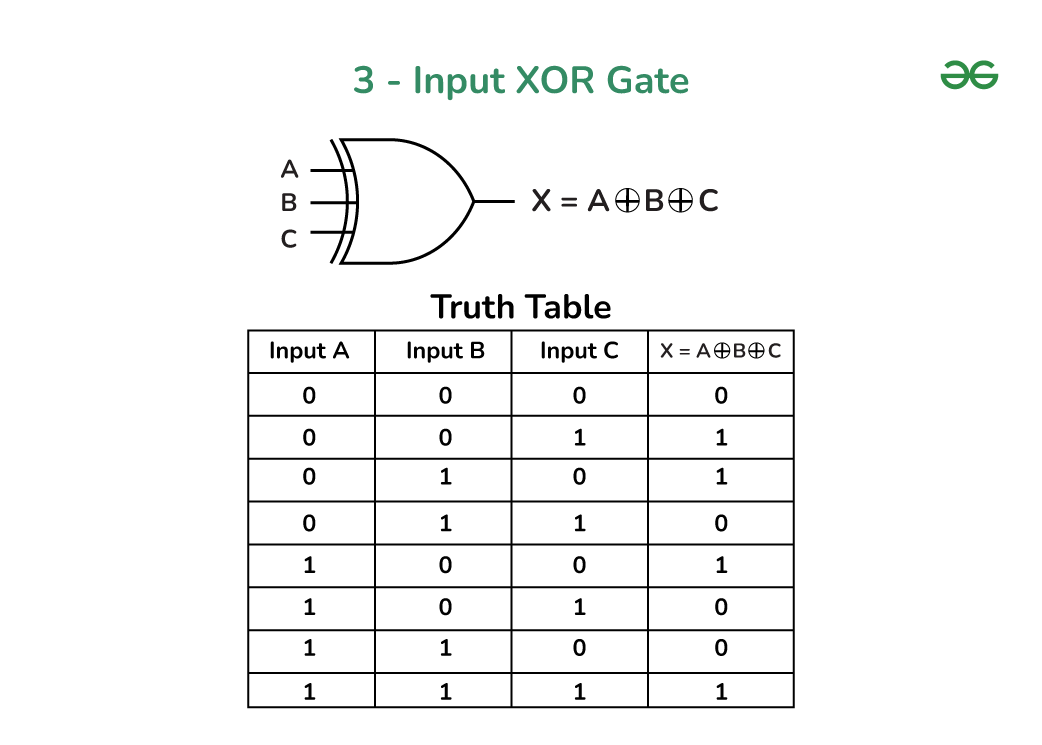 3 - Input XOR Gate
A
B
C
X = A⊕B⊕C
Truth Table
Input A Input B Input C X = A⊕B⊕C
0 0 0 0
0 0 1 1
0 1 0 1
0 1 1 0
1 0 0 1
1 0 1 0
1 1 0 0
1 1 1 1